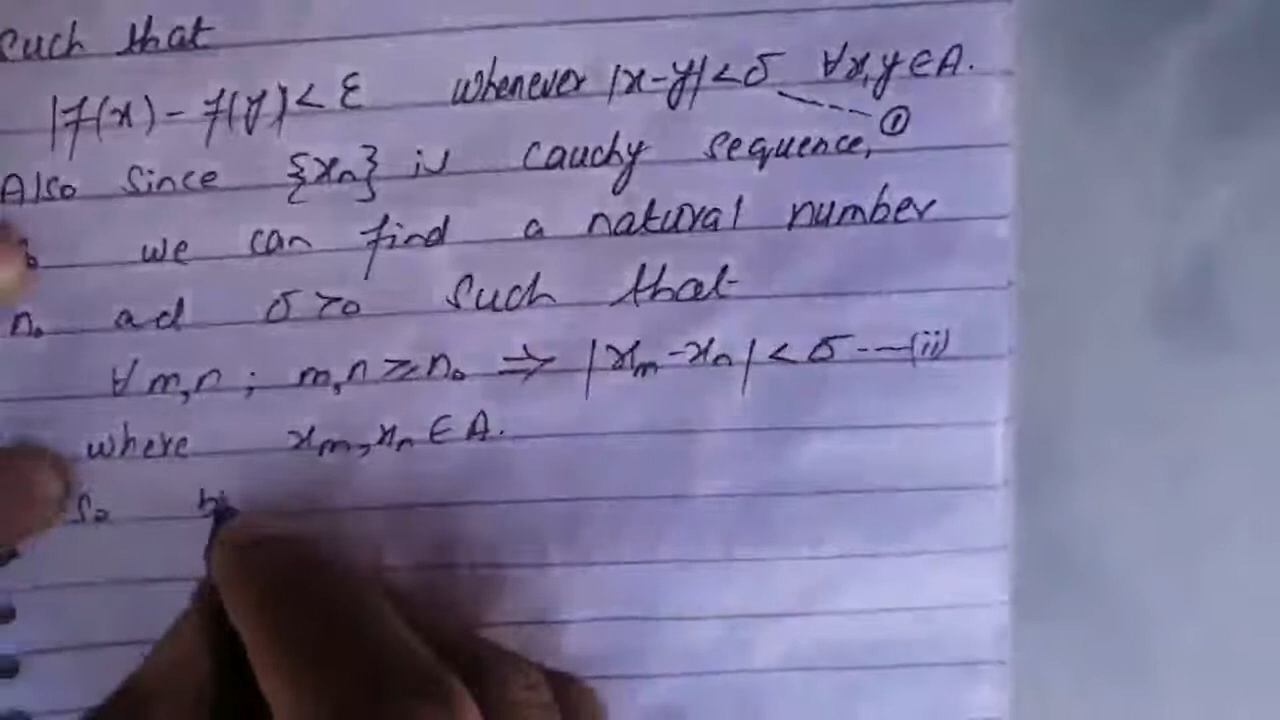 such that
|f(x) - f(y)| < ε whenever |x-y| < δ ∀x,y∈A.
①
Also since {xn} is cauchy sequence,
we can find a natural number
n₀ ad δ>0 such that
∀m,n ; m,n ≥ n₀ ⇒ |xm - xn| < δ ---(ii)
where xm, xn ∈ A.
So